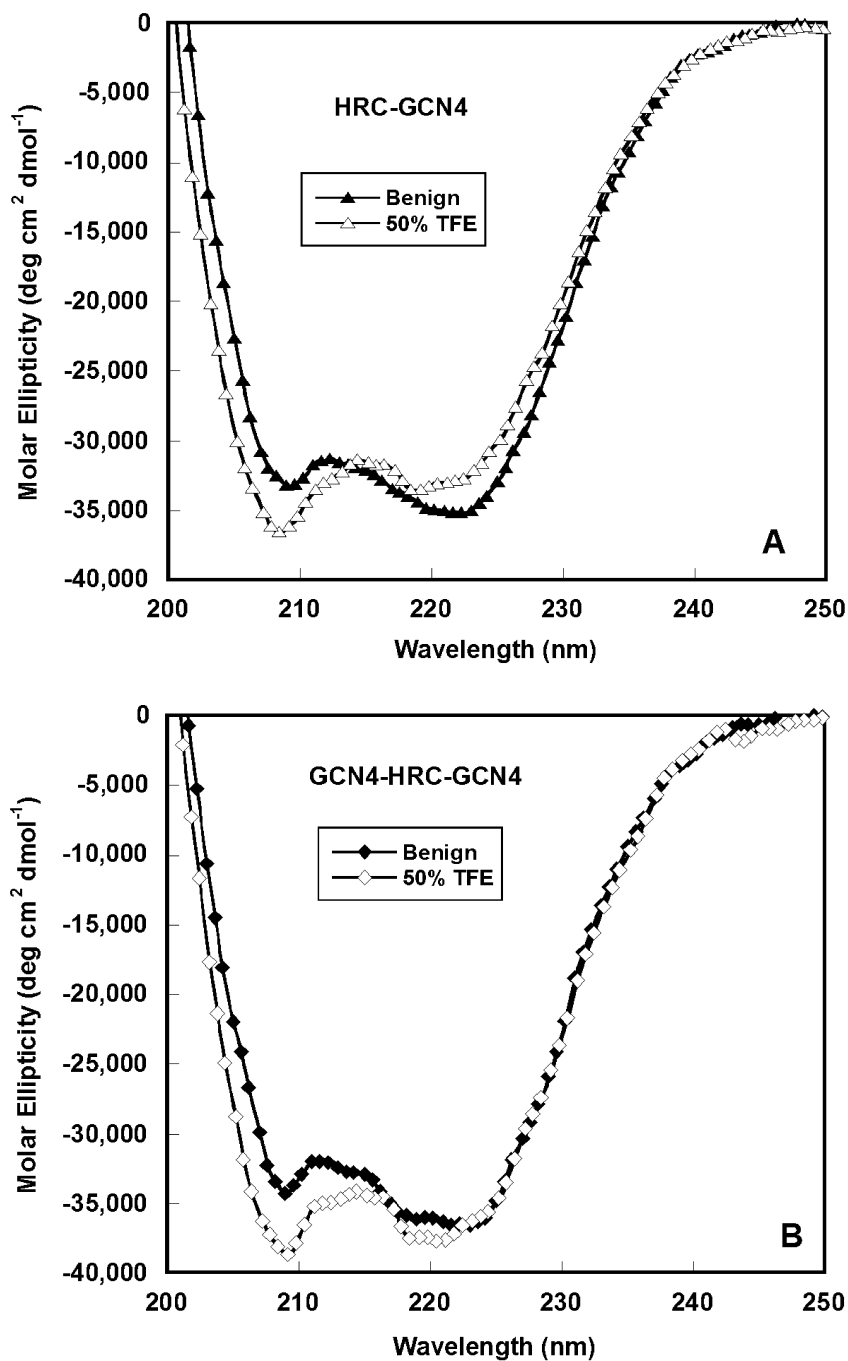 0
-5,000
-10,000
-15,000
-20,000
-25,000
-30,000
-35,000
-40,000
Molar Ellipticity (deg cm² dmol⁻¹)
HRC-GCN4
Benign
50% TFE
A
200 210 220 230 240 250
Wavelength (nm)
0
-5,000
-10,000
-15,000
-20,000
-25,000
-30,000
-35,000
-40,000
Molar Ellipticity (deg cm² dmol⁻¹)
GCN4-HRC-GCN4
Benign
50% TFE
B
200 210 220 230 240 250
Wavelength (nm)